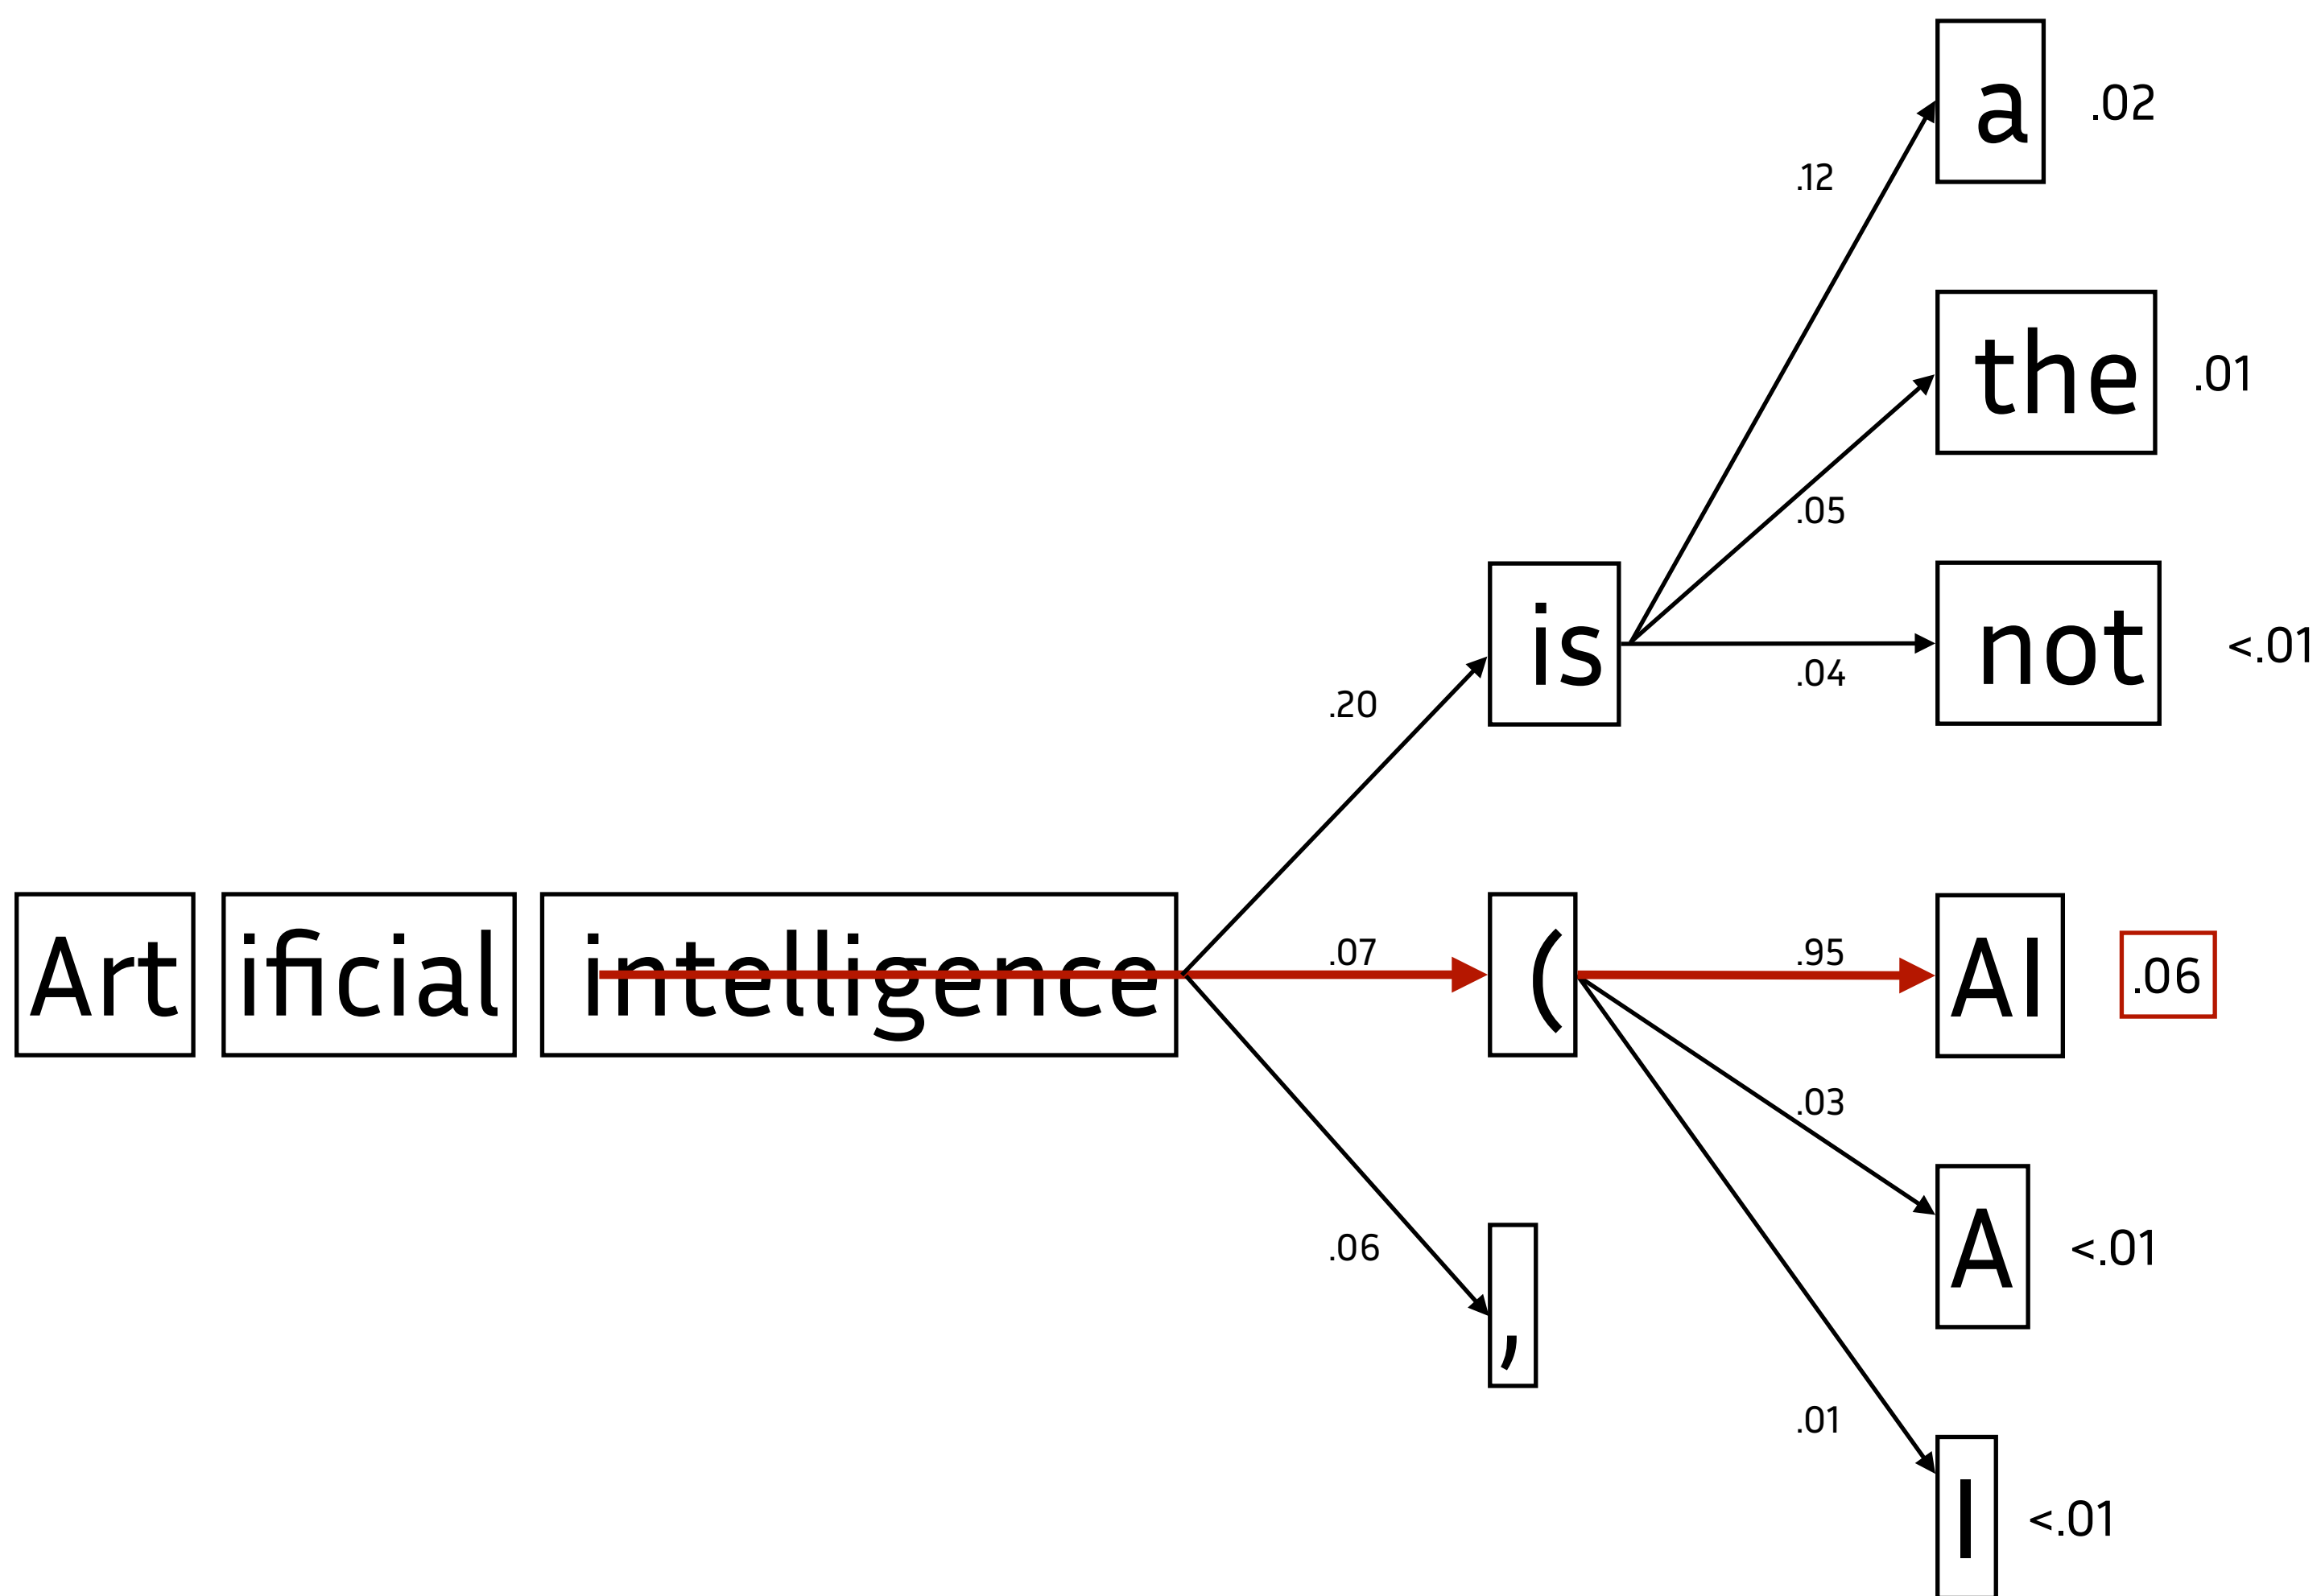 a .02
.12
the .01
.05
is not <.01
.04
.20
Art ificial intelligence .07 ( .95 AI .06
.03
A <.01
.06
,
.01
I <.01